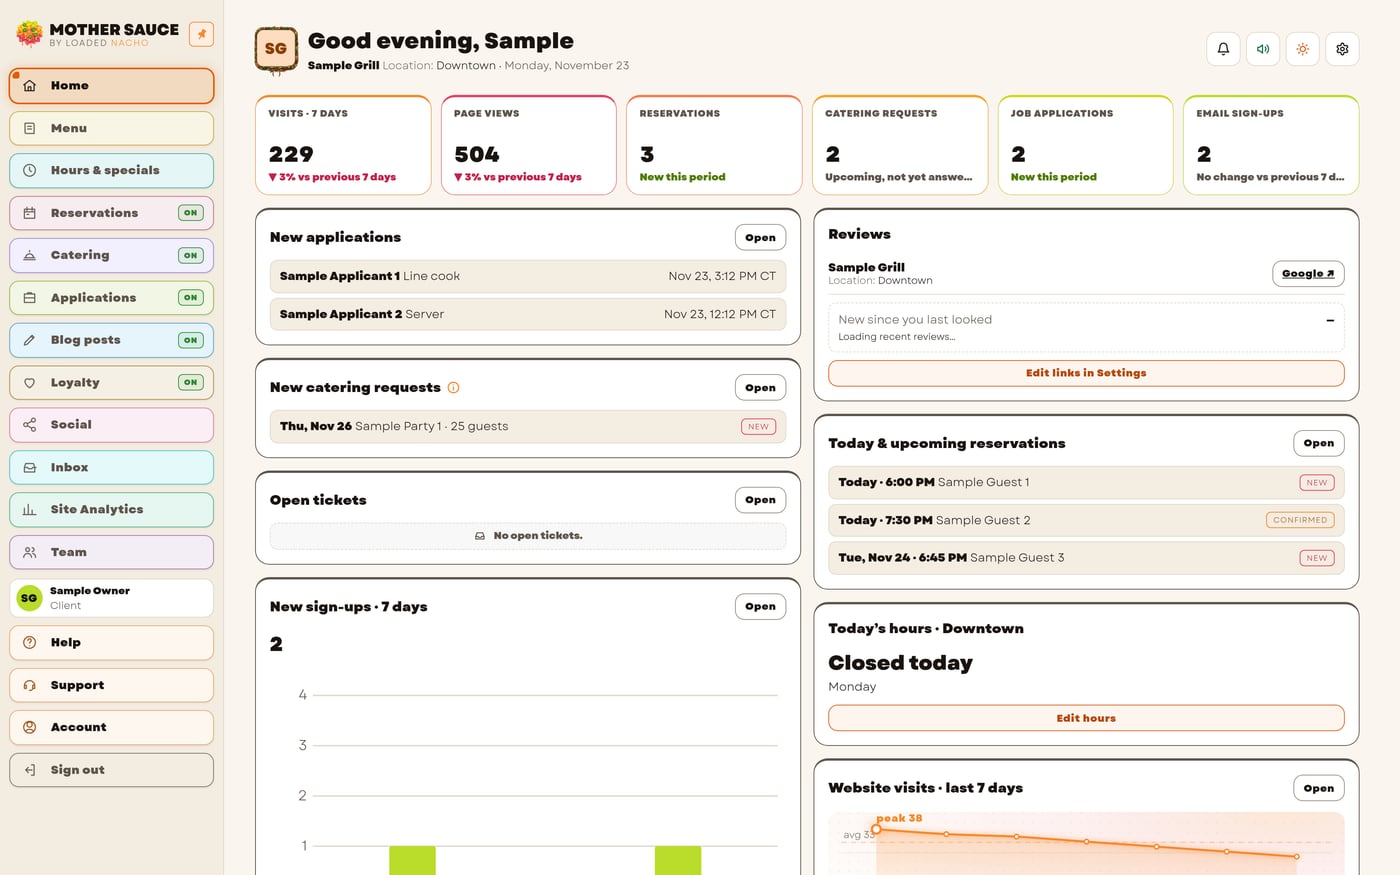 MOTHER SAUCE
BY LOADED NACHO
Home
Menu
Hours & specials
Reservations ON
Catering ON
Applications ON
Blog posts ON
Loyalty ON
Social
Inbox
Site Analytics
Team
SG Sample Owner
Client
Help
Support
Account
Sign out
SG
Good evening, Sample
Sample Grill Location: Downtown · Monday, November 23
VISITS · 7 DAYS
229
▼ 3% vs previous 7 days
PAGE VIEWS
504
▼ 3% vs previous 7 days
RESERVATIONS
3
New this period
CATERING REQUESTS
2
Upcoming, not yet answe...
JOB APPLICATIONS
2
New this period
EMAIL SIGN-UPS
2
No change vs previous 7 d...
New applications Open
Sample Applicant 1 Line cook Nov 23, 3:12 PM CT
Sample Applicant 2 Server Nov 23, 12:12 PM CT
New catering requests Open
Thu, Nov 26 Sample Party 1 · 25 guests NEW
Open tickets Open
No open tickets.
New sign-ups · 7 days Open
2
4
3
2
1
Reviews
Sample Grill
Location: Downtown
Google ↗
New since you last looked –
Loading recent reviews...
Edit links in Settings
Today & upcoming reservations Open
Today · 6:00 PM Sample Guest 1 NEW
Today · 7:30 PM Sample Guest 2 CONFIRMED
Tue, Nov 24 · 6:45 PM Sample Guest 3 NEW
Today's hours · Downtown
Closed today
Monday
Edit hours
Website visits · last 7 days Open
peak 38
avg 33